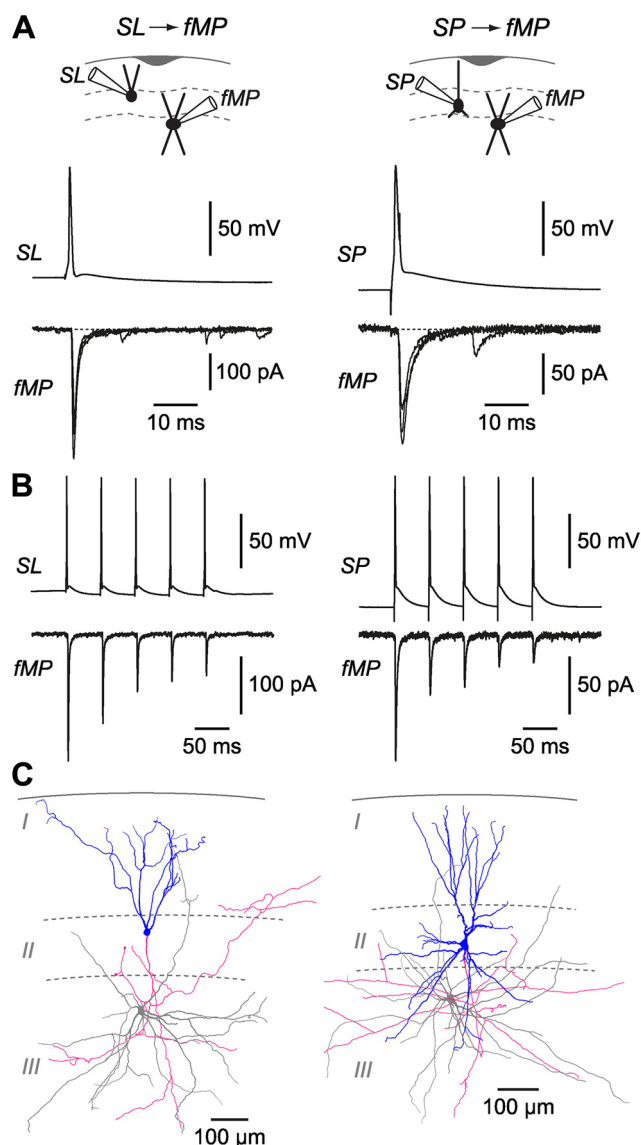 A
SL → fMP
SP → fMP
SL
fMP
SP
fMP
SL
50 mV
SP
50 mV
fMP
100 pA
10 ms
fMP
50 pA
10 ms
B
SL
50 mV
SP
50 mV
fMP
100 pA
50 ms
fMP
50 pA
50 ms
C
I
II
III
100 µm
I
II
III
100 µm